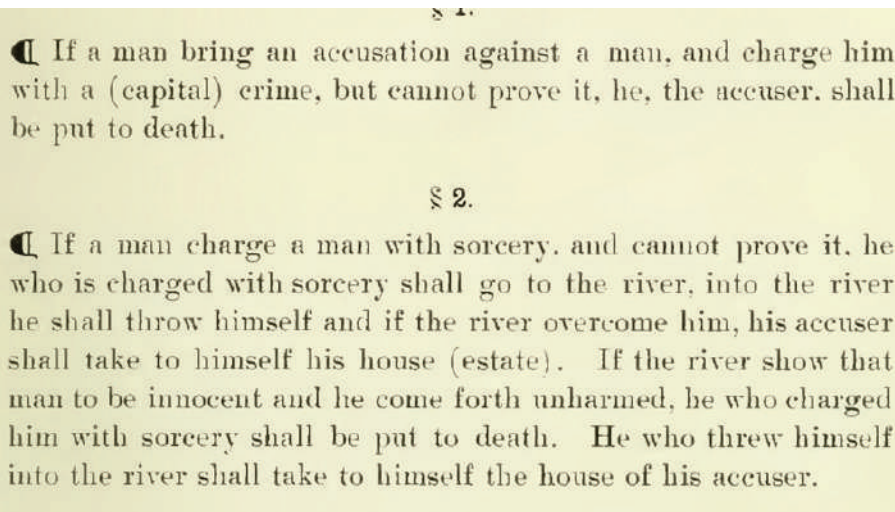 § 1.
¶ If a man bring an accusation against a man, and charge him
with a (capital) crime, but cannot prove it, he, the accuser, shall
be put to death.
§ 2.
¶ If a man charge a man with sorcery, and cannot prove it, he
who is charged with sorcery shall go to the river, into the river
he shall throw himself and if the river overcome him, his accuser
shall take to himself his house (estate). If the river show that
man to be innocent and he come forth unharmed, he who charged
him with sorcery shall be put to death. He who threw himself
into the river shall take to himself the house of his accuser.